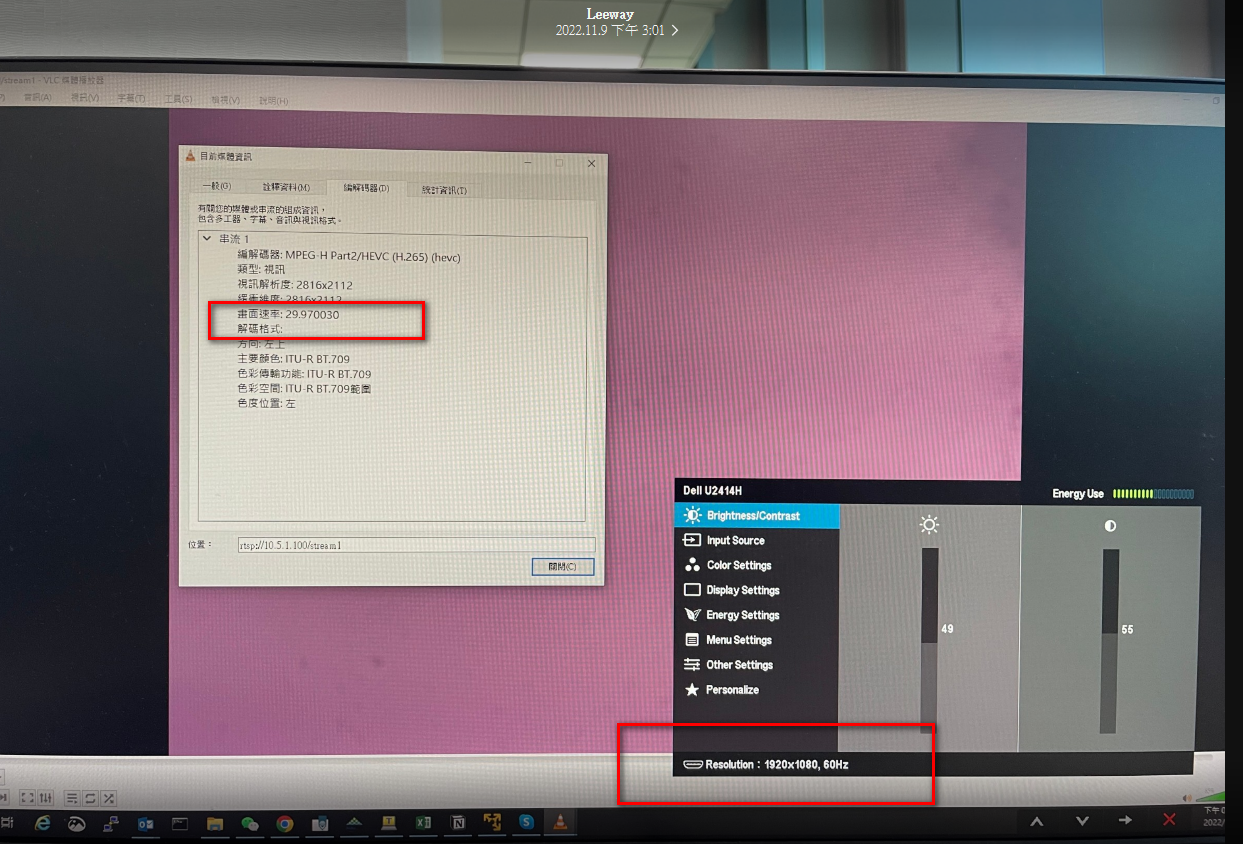 Leeway
2022.11.9 下午 3:01
/stream1 - VLC 媒體播放器
音訊(A) 視訊(V) 字幕(T) 工具(S) 檢視(V) 說明(H)
目前媒體資訊
一般(G) 詮釋資料(M) 編解碼器(D) 統計資訊(T)
有關您的媒體或串流的組成資訊，
包含多工器、字幕、音訊與視訊格式。
串流 1
編解碼器: MPEG-H Part2/HEVC (H.265) (hevc)
類型: 視訊
視訊解析度: 2816x2112
緩衝維度: 2816x2112
畫面速率: 29.970030
解碼格式:
方向: 左上
主要顏色: ITU-R BT.709
色彩傳輸功能: ITU-R BT.709
色彩空間: ITU-R BT.709範圍
色度位置: 左
位置：
rtsp://10.5.1.100/stream1
關閉(C)
Dell U2414H
Energy Use
Brightness/Contrast
Input Source
Color Settings
Display Settings
Energy Settings
49
55
Menu Settings
Other Settings
Personalize
Resolution : 1920x1080, 60Hz
下午
2022/